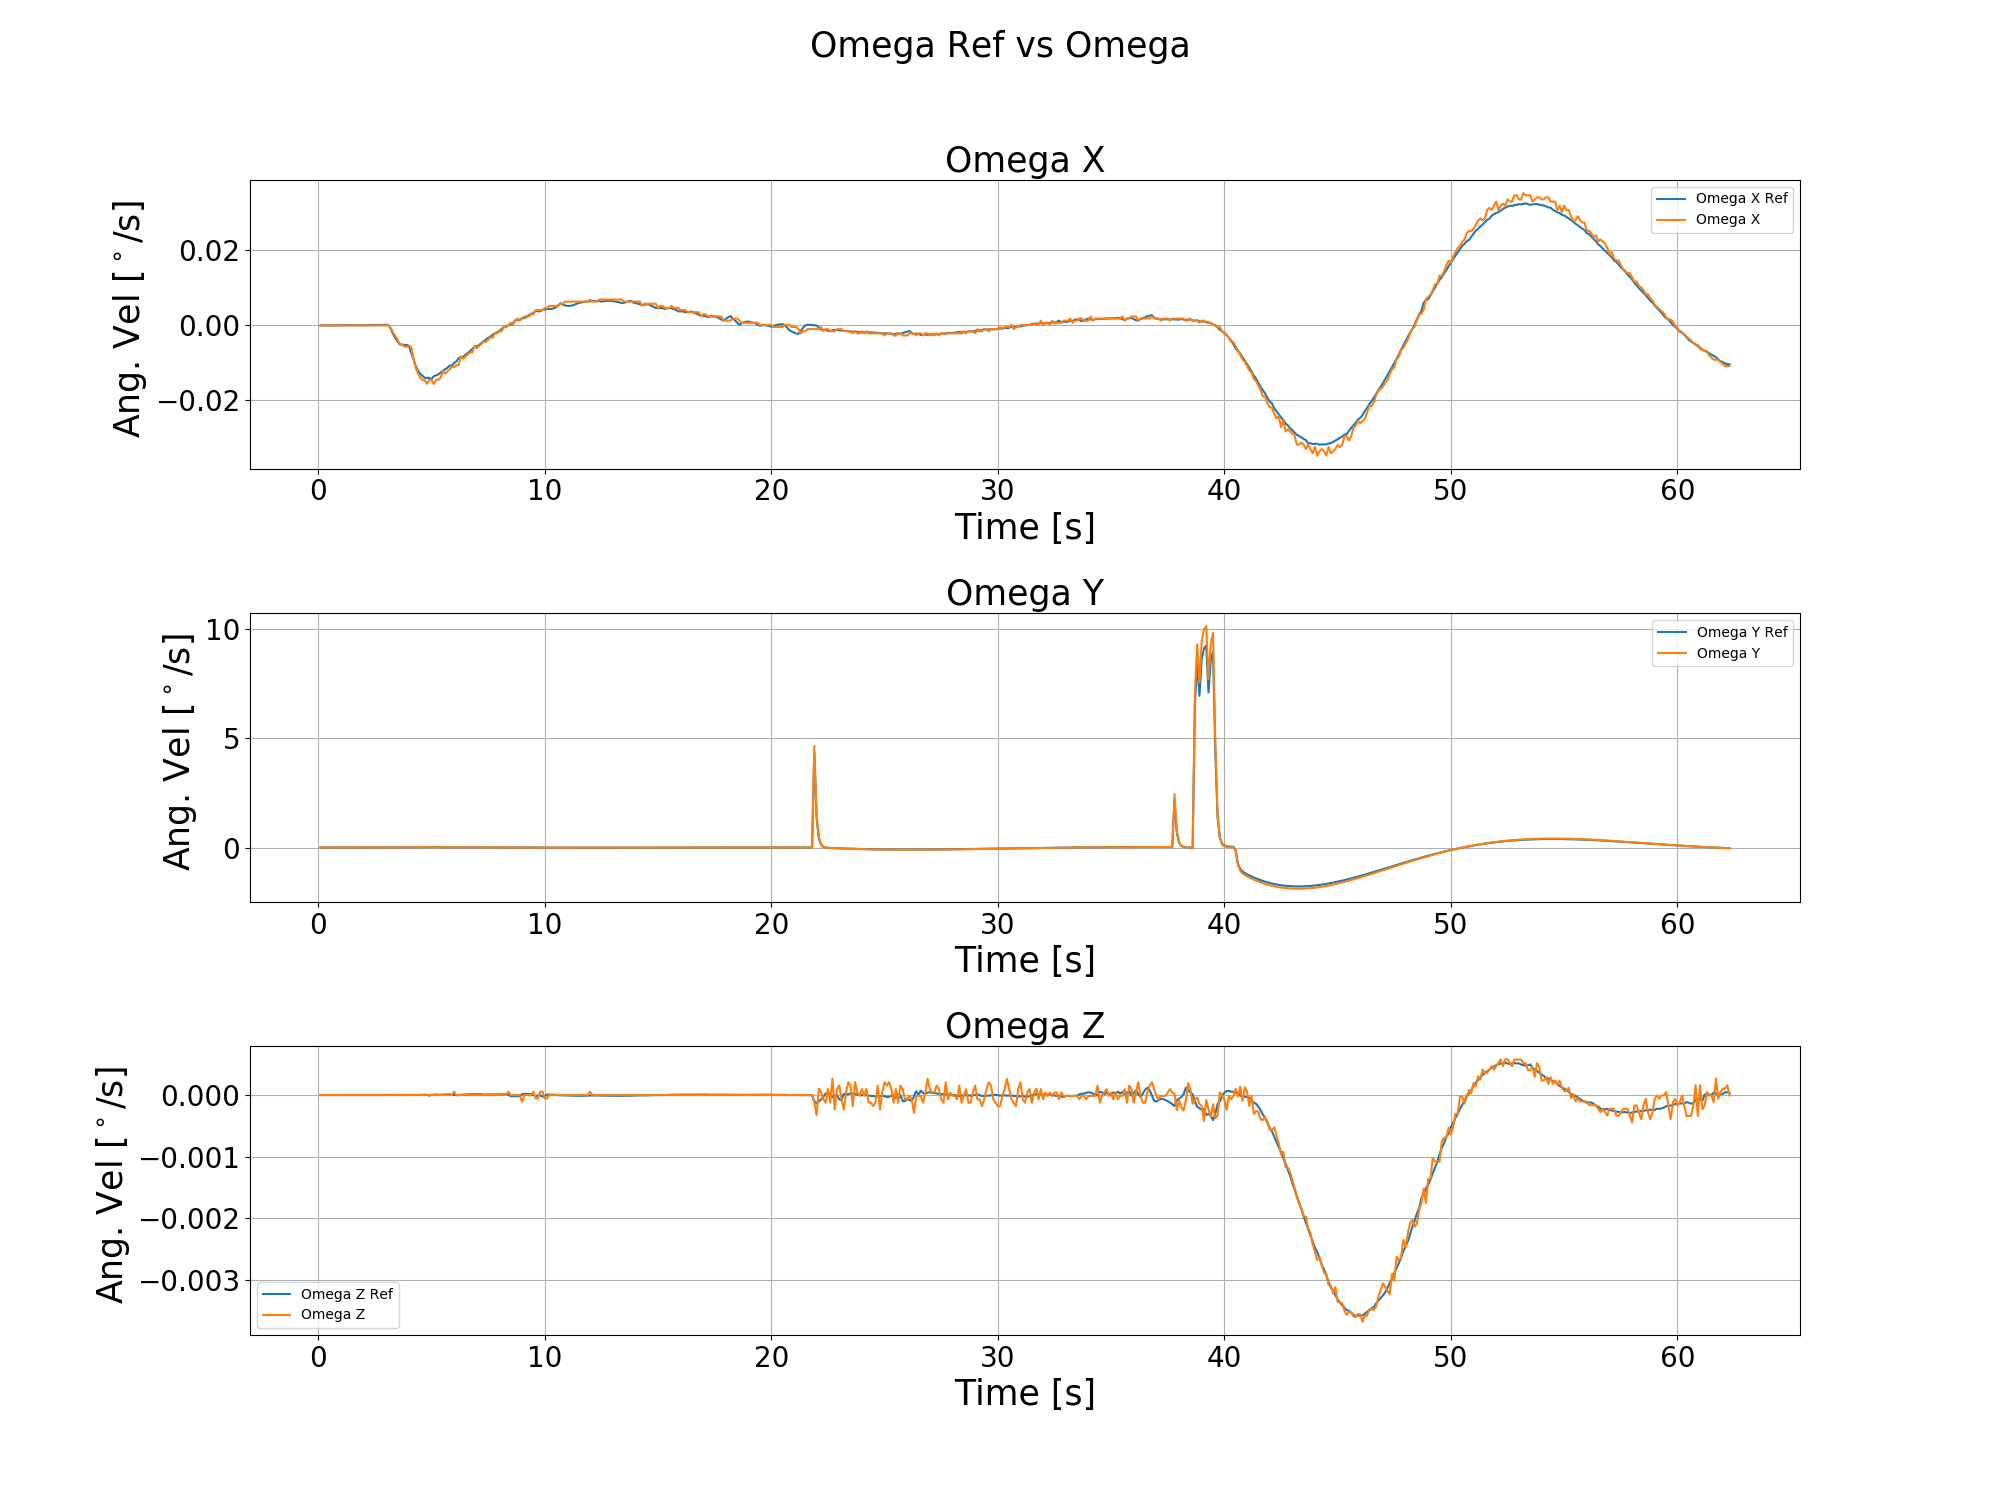 Omega Ref vs Omega
Omega X
Ang. Vel [°/s]
0.02
0.00
−0.02
Omega X Ref
Omega X
0 10 20 30 40 50 60
Time [s]
Omega Y
Ang. Vel [°/s]
10
5
0
Omega Y Ref
Omega Y
0 10 20 30 40 50 60
Time [s]
Omega Z
Ang. Vel [°/s]
0.000
−0.001
−0.002
−0.003
Omega Z Ref
Omega Z
0 10 20 30 40 50 60
Time [s]